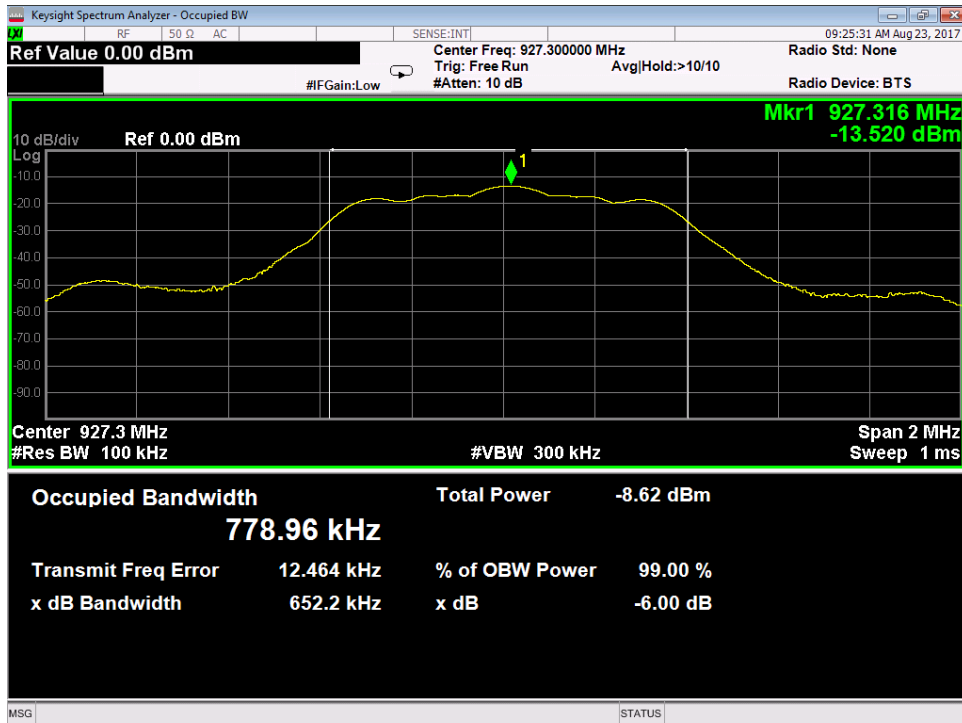 Keysight Spectrum Analyzer - Occupied BW
LXI RF 50 Ω AC SENSE:INT 09:25:31 AM Aug 23, 2017
Ref Value 0.00 dBm Center Freq: 927.300000 MHz Radio Std: None
Trig: Free Run Avg|Hold:>10/10
#IFGain:Low #Atten: 10 dB Radio Device: BTS
Mkr1 927.316 MHz
10 dB/div Ref 0.00 dBm -13.520 dBm
Log
1
-10.0
-20.0
-30.0
-40.0
-50.0
-60.0
-70.0
-80.0
-90.0
Center 927.3 MHz Span 2 MHz
#Res BW 100 kHz #VBW 300 kHz Sweep 1 ms
Occupied Bandwidth Total Power -8.62 dBm
778.96 kHz
Transmit Freq Error 12.464 kHz % of OBW Power 99.00 %
x dB Bandwidth 652.2 kHz x dB -6.00 dB
MSG STATUS